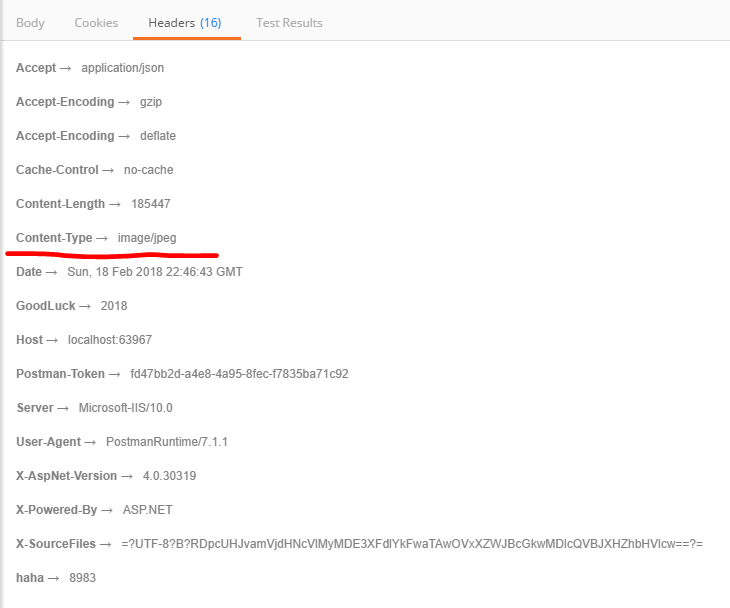 Body Cookies Headers (16) Test Results
Accept → application/json
Accept-Encoding → gzip
Accept-Encoding → deflate
Cache-Control → no-cache
Content-Length → 185447
Content-Type → image/jpeg
Date → Sun, 18 Feb 2018 22:46:43 GMT
GoodLuck → 2018
Host → localhost:63967
Postman-Token → fd47bb2d-a4e8-4a95-8fec-f7835ba71c92
Server → Microsoft-IIS/10.0
User-Agent → PostmanRuntime/7.1.1
X-AspNet-Version → 4.0.30319
X-Powered-By → ASP.NET
X-SourceFiles → =?UTF-8?B?RDpcUHJvamVjdHNcVlMyMDE3XFdlYkFwaTAwOVxXZWJBcGkwMDlcQVBJXHZhbHVlcw==?=
haha → 8983